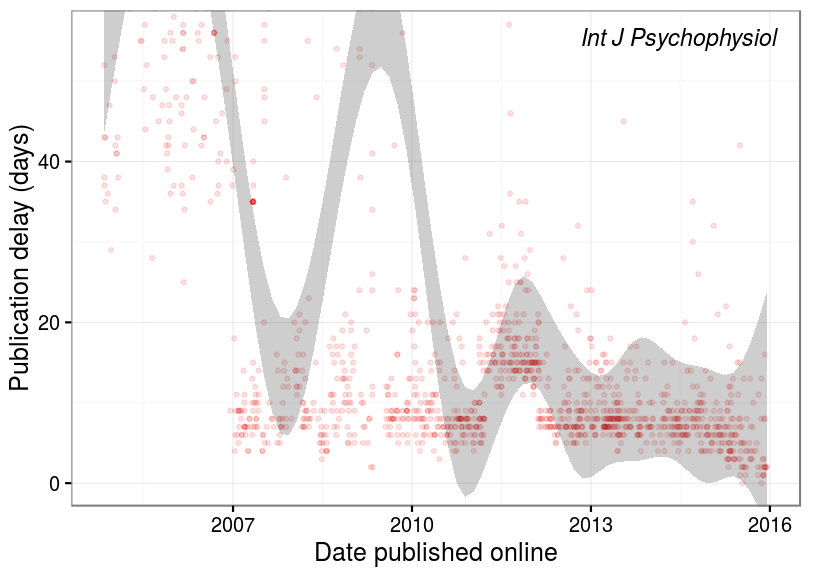 Int J Psychophysiol
Publication delay (days)
40
20
0
2007 2010 2013 2016
Date published online